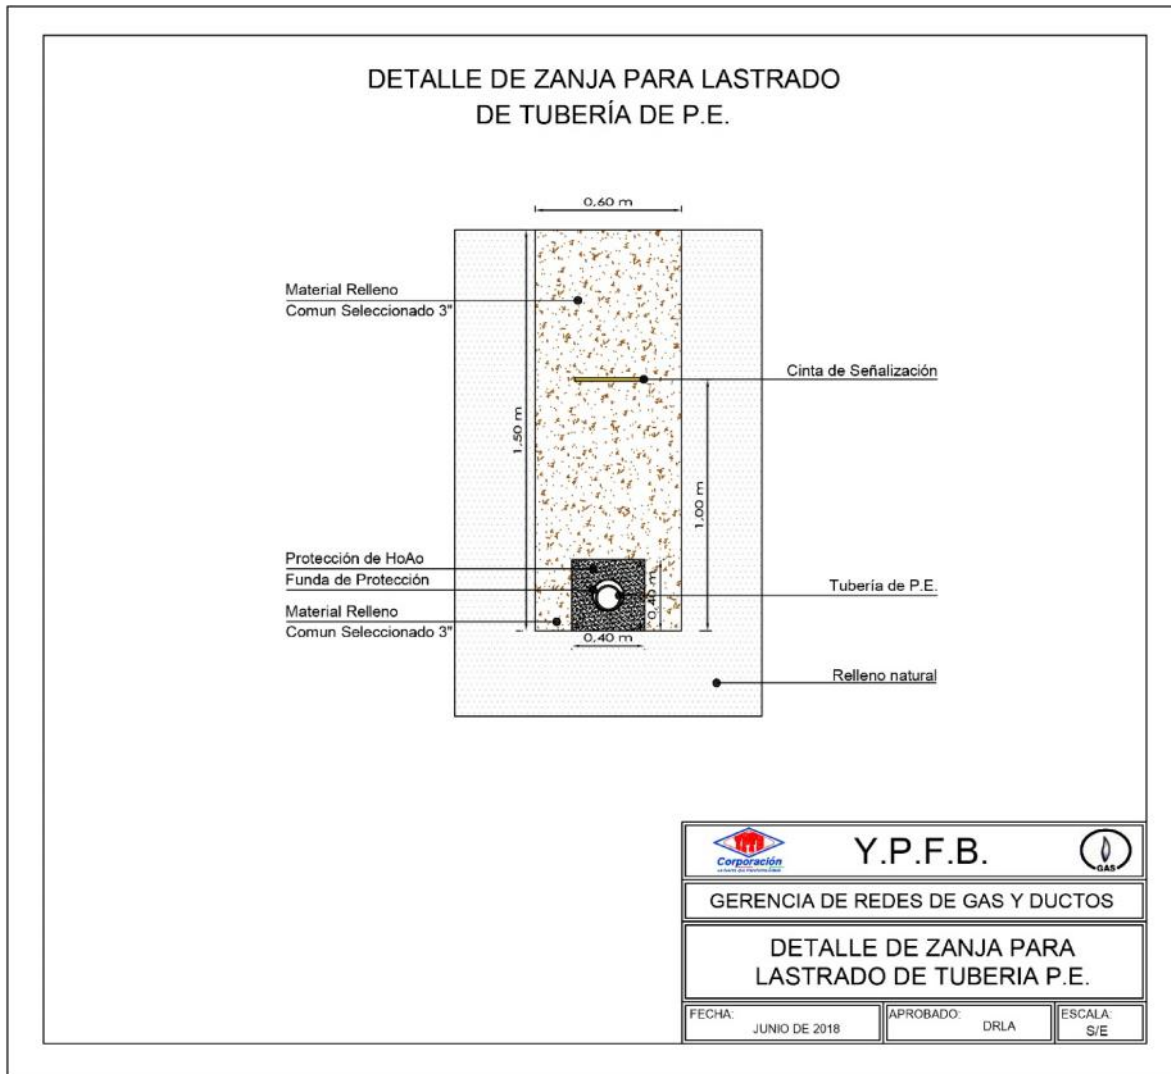 DETALLE DE ZANJA PARA LASTRADO
DE TUBERÍA DE P.E.
0,60 m
Material Relleno
Comun Seleccionado 3"
Cinta de Señalización
1,50 m
1,00 m
Protección de HoAo
Funda de Protección
Tubería de P.E.
0,40 m
Material Relleno
Comun Seleccionado 3"
0,40 m
Relleno natural
Corporación
Y.P.F.B.
GAS
GERENCIA DE REDES DE GAS Y DUCTOS
DETALLE DE ZANJA PARA
LASTRADO DE TUBERIA P.E.
FECHA: JUNIO DE 2018
APROBADO: DRLA
ESCALA: S/E